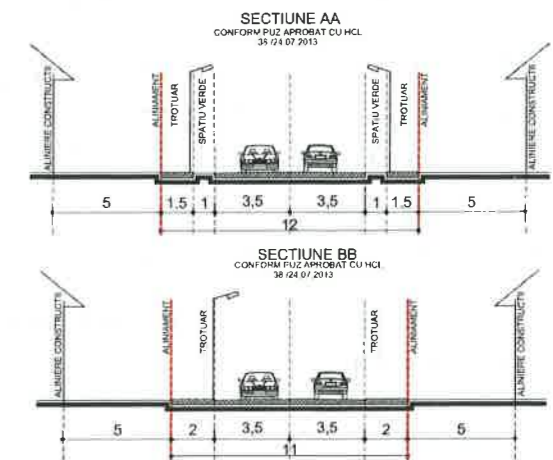 SECTIUNE AA
CONFORM PUZ APROBAT CU HCL
38 /24.07.2013
ALINIERE CONSTRUCTII
ALINIAMENT
TROTUAR
SPATIU VERDE
SPATIU VERDE
TROTUAR
ALINIAMENT
ALINIERE CONSTRUCTII
5 1.5 1 3,5 3,5 1 1.5 5
12
SECTIUNE BB
CONFORM PUZ APROBAT CU HCL
38 /24.07.2013
ALINIERE CONSTRUCTII
ALINIAMENT
TROTUAR
TROTUAR
ALINIAMENT
ALINIERE CONSTRUCTII
5 2 3,5 3,5 2 5
11